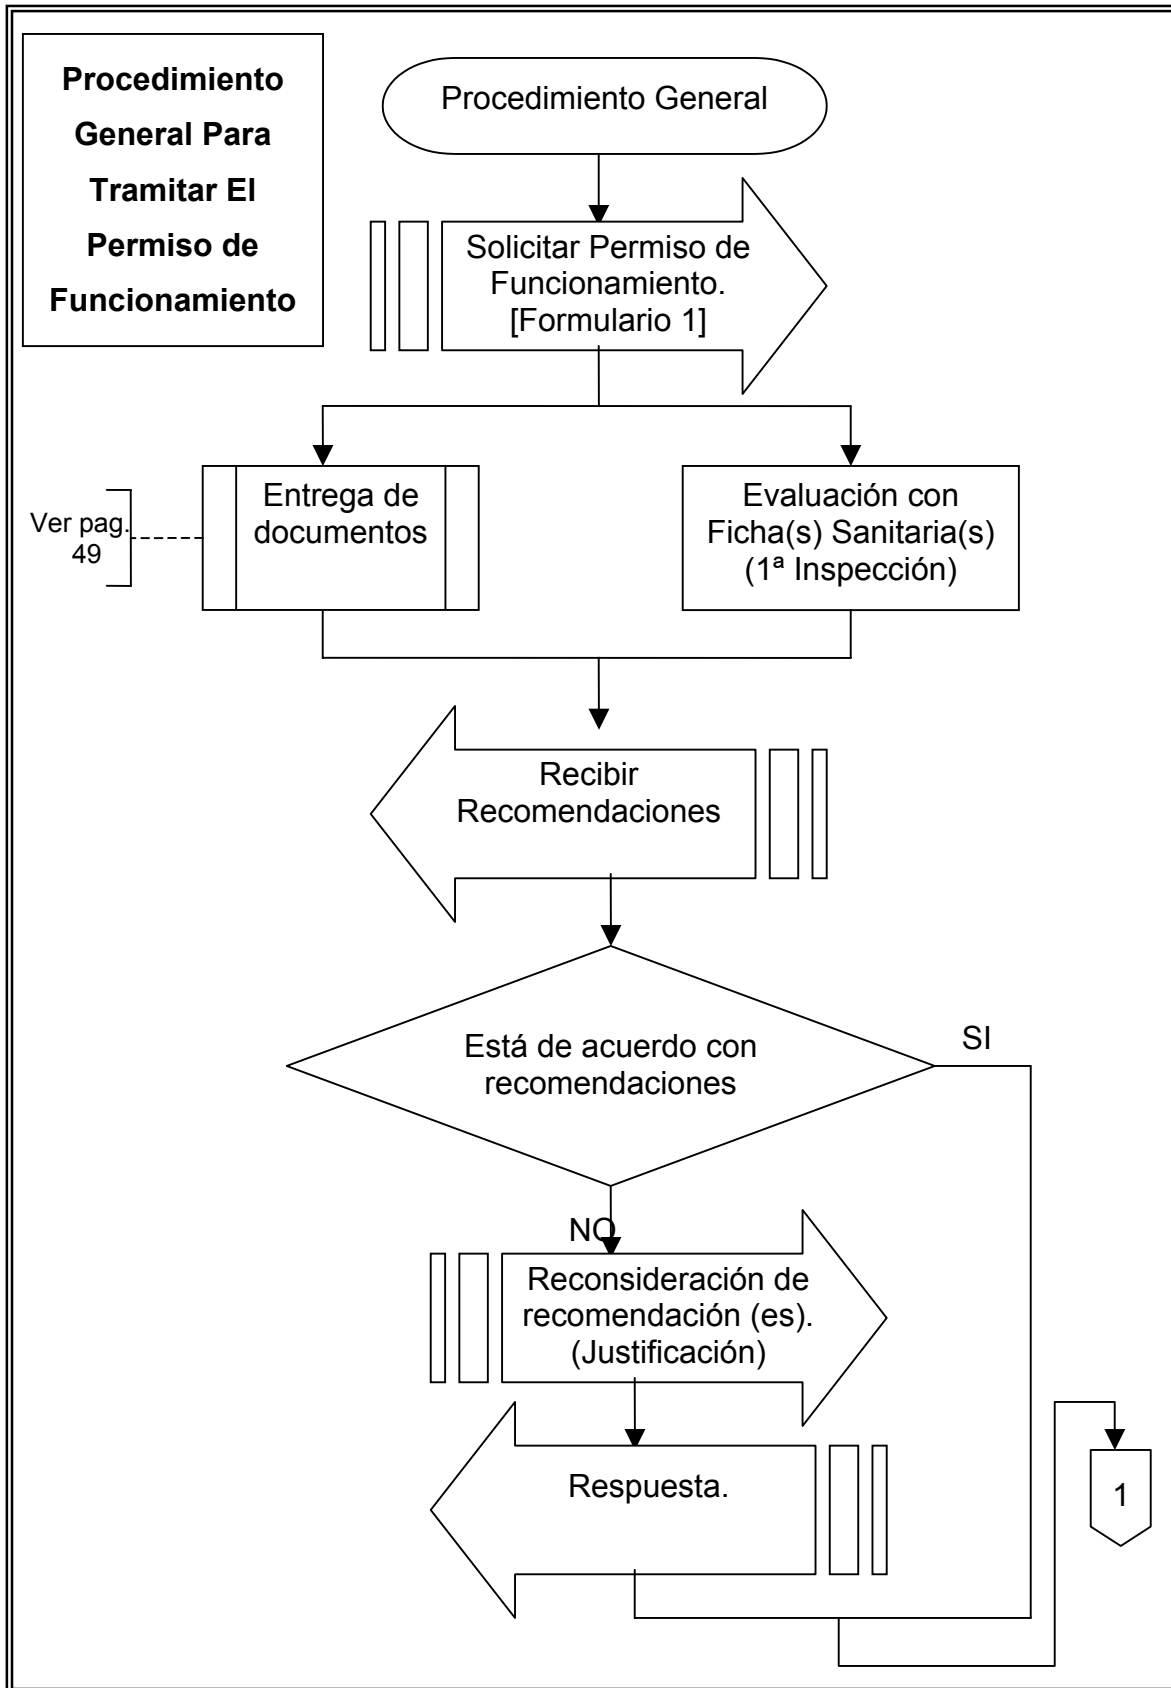 Procedimiento
General Para
Tramitar El
Permiso de
Funcionamiento
Procedimiento General
Solicitar Permiso de
Funcionamiento.
[Formulario 1]
Ver pag.
49
Entrega de
documentos
Evaluación con
Ficha(s) Sanitaria(s)
(1ª Inspección)
Recibir
Recomendaciones
Está de acuerdo con
recomendaciones
SI
NO
Reconsideración de
recomendación (es).
(Justificación)
Respuesta.
1